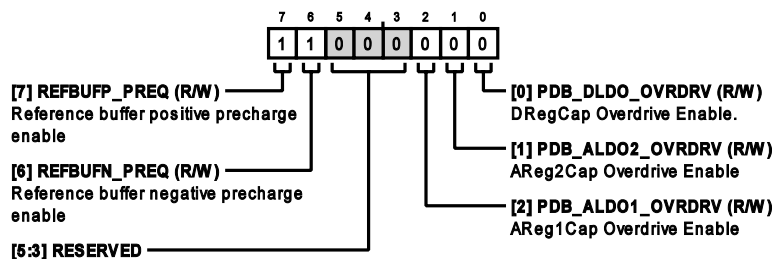 7 6 5 4 3 2 1 0
1 1 0 0 0 0 0 0
[7] REFBUFP_PREQ (R/W)
Reference buffer positive precharge
enable
[6] REFBUFN_PREQ (R/W)
Reference buffer negative precharge
enable
[5:3] RESERVED
[0] PDB_DLDO_OVRDRV (R/W)
DRegCap Overdrive Enable.
[1] PDB_ALDO2_OVRDRV (R/W)
AReg2Cap Overdrive Enable
[2] PDB_ALDO1_OVRDRV (R/W)
AReg1Cap Overdrive Enable